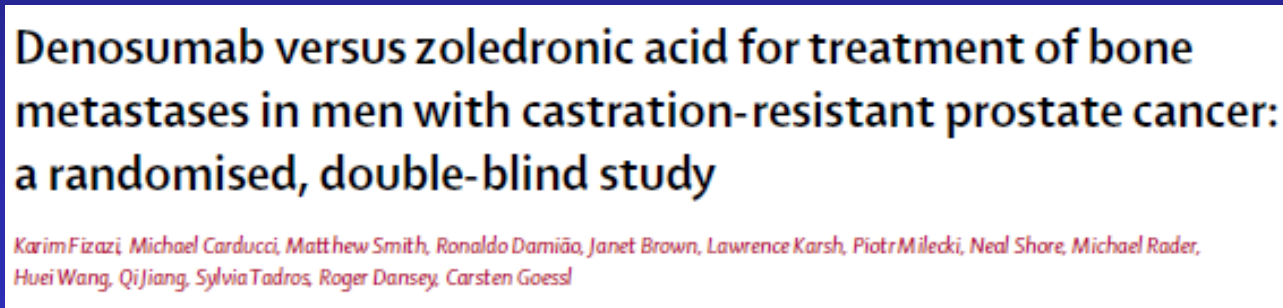 Denosumab versus zoledronic acid for treatment of bone
metastases in men with castration-resistant prostate cancer:
a randomised, double-blind study
Karim Fizazi, Michael Carducci, Matthew Smith, Ronaldo Damião, Janet Brown, Lawrence Karsh, Piotr Milecki, Neal Shore, Michael Rader,
Huei Wang, Qi Jiang, Sylvia Tadros, Roger Dansey, Carsten Goessl